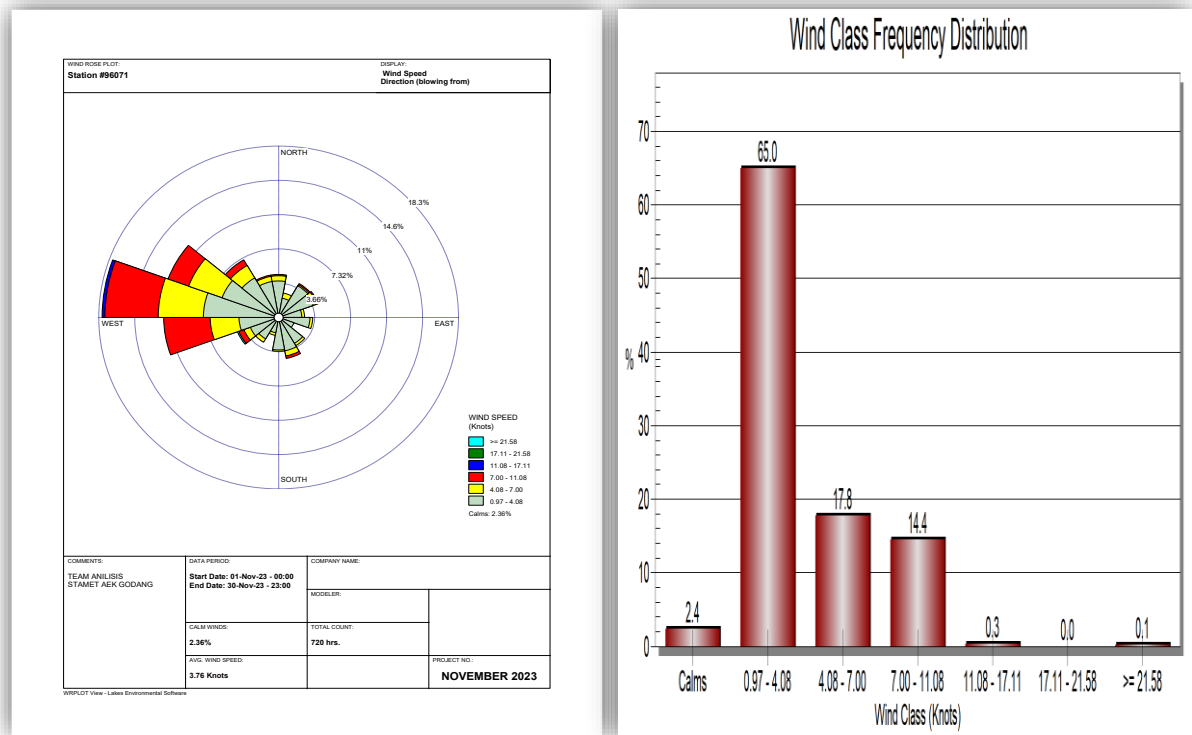 WIND ROSE PLOT:
Station #96071
DISPLAY:
Wind Speed
Direction (blowing from)
NORTH
18.3%
14.6%
11%
7.32%
3.66%
WEST
EAST
SOUTH
WIND SPEED
(Knots)
>= 21.58
17.11 - 21.58
11.08 - 17.11
7.00 - 11.08
4.08 - 7.00
0.97 - 4.08
Calms: 2.36%
COMMENTS:
TEAM ANILISIS
STAMET AEK GODANG
DATA PERIOD:
Start Date: 01-Nov-23 - 00:00
End Date: 30-Nov-23 - 23:00
COMPANY NAME:
MODELER:
CALM WINDS:
2.36%
TOTAL COUNT:
720 hrs.
AVG. WIND SPEED:
3.76 Knots
PROJECT NO.:
NOVEMBER 2023
WRPLOT View - Lakes Environmental Software
Wind Class Frequency Distribution
%
70
60
50
40
30
20
10
0
2.4
65.0
17.8
14.4
0.3
0.0
0.1
Calms
0.97 - 4.08
4.08 - 7.00
7.00 - 11.08
11.08 - 17.11
17.11 - 21.58
>= 21.58
Wind Class (Knots)